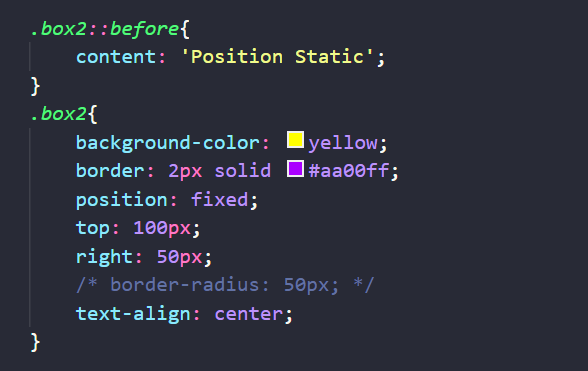 .box2::before{
    content: 'Position Static';
}
.box2{
    background-color: yellow;
    border: 2px solid #aa00ff;
    position: fixed;
    top: 100px;
    right: 50px;
    /* border-radius: 50px; */
    text-align: center;
}